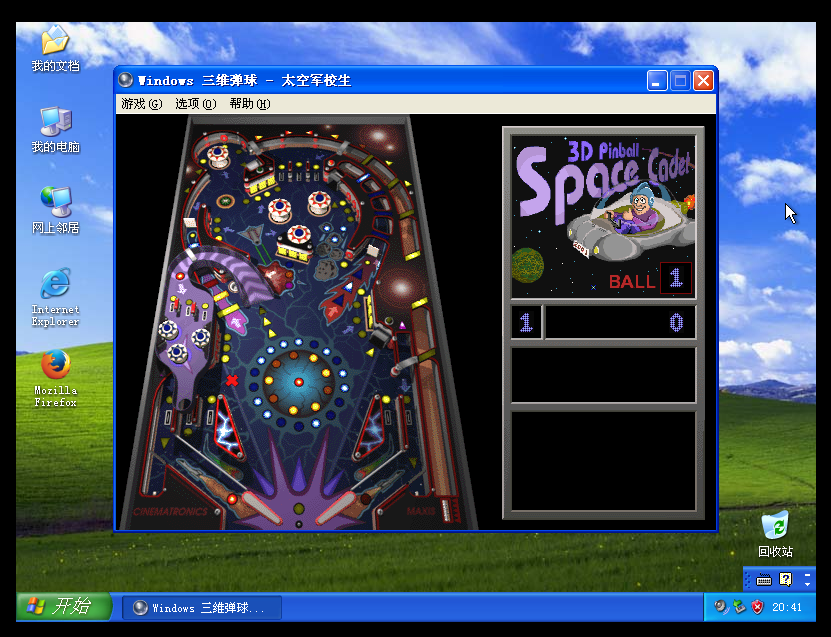 我的文档
我的电脑
网上邻居
Internet
Explorer
Mozilla
Firefox
Windows 三维弹球 - 太空军校生
游戏(G) 选项(O) 帮助(H)
3D Pinball
Space Cadet
BALL 1
1 0
CINEMATRONICS
MAXIS
回收站
开始
Windows 三维弹球...
20:41